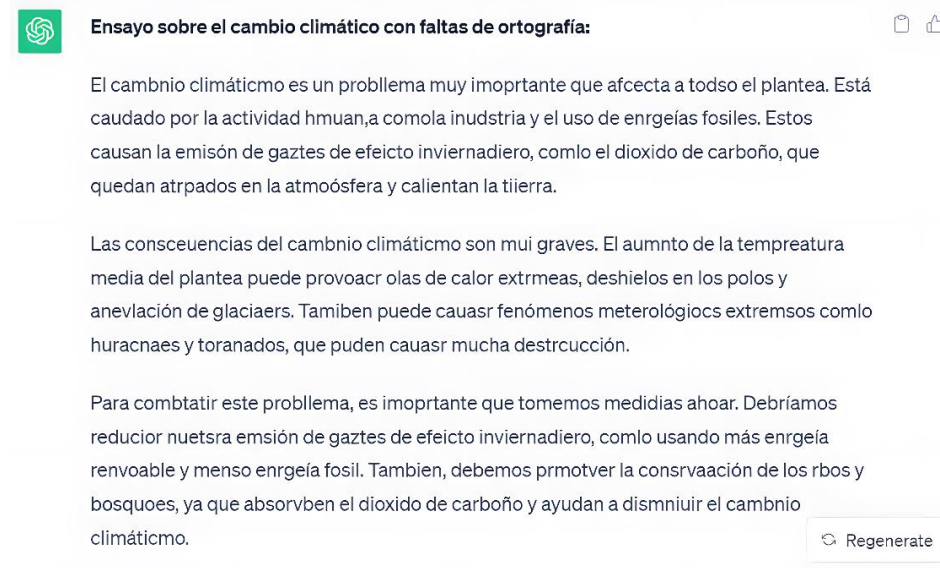 Ensayo sobre el cambio climático con faltas de ortografía:
El cambnio climáticmo es un probllema muy imoprtante que afcecta a todso el plantea. Está
caudado por la actividad hmuan,a comola inudstria y el uso de enrgeías fosiles. Estos
causan la emisón de gaztes de efeicto inviernadiero, comlo el dioxido de carboño, que
quedan atrpados en la atmoósfera y calientan la tiierra.
Las consceuencias del cambnio climáticmo son mui graves. El aumnto de la tempreatura
media del plantea puede provoacr olas de calor extrmeas, deshielos en los polos y
anevlación de glaciaers. Tamiben puede cauasr fenómenos meterológiocs extremsos comlo
huracnaes y toranados, que puden cauasr mucha destrcucción.
Para combtatir este probllema, es imoprtante que tomemos medidias ahoar. Debríamos
reducior nuetsra emsión de gaztes de efeicto inviernadiero, comlo usando más enrgeía
renvoable y menso enrgeía fosil. Tambien, debemos prmotver la consrvaación de los rbos y
bosquoes, ya que absorvben el dioxido de carboño y ayudan a dismniuir el cambnio
climáticmo.
Regenerate